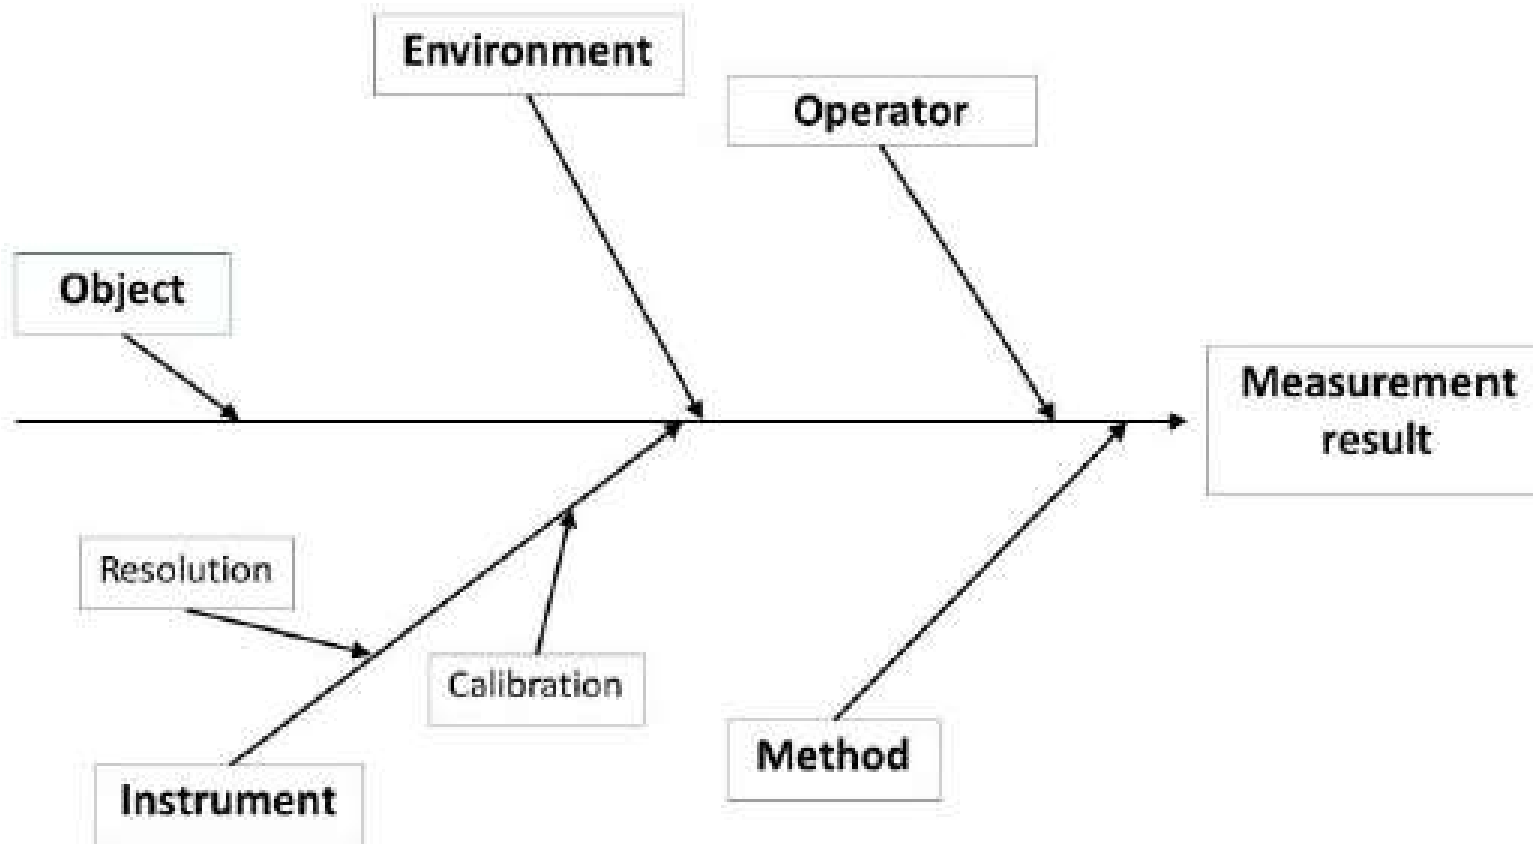 Environment
Operator
Object
Measurement
result
Resolution
Calibration
Method
Instrument